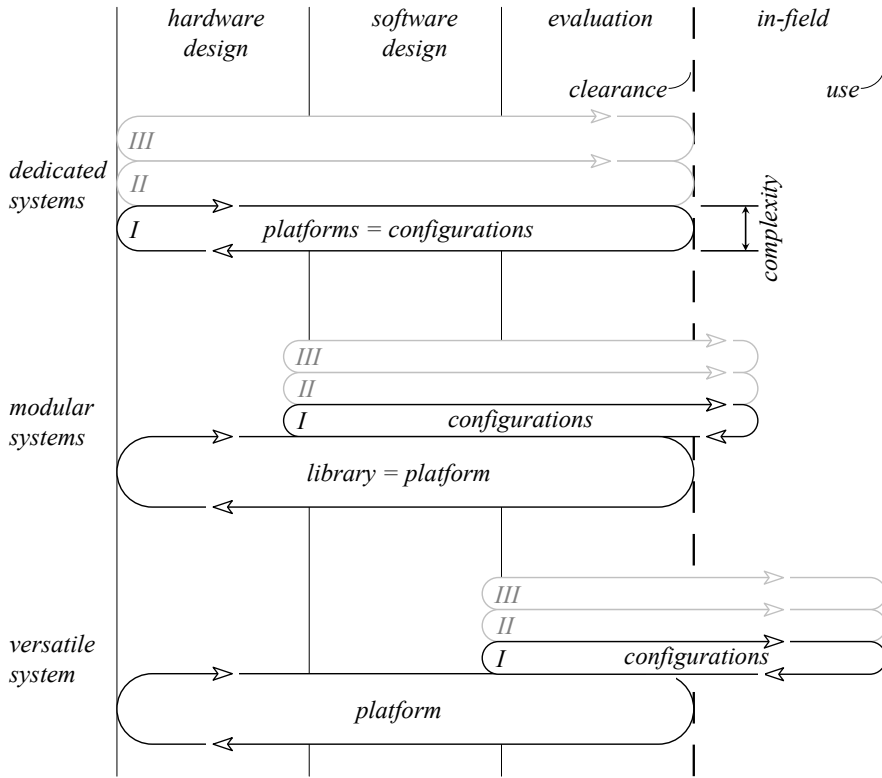 hardware
design
software
design
evaluation
in-field
clearance
use
III
dedicated
systems
II
I
platforms = configurations
complexity
III
II
modular
systems
I
configurations
library = platform
III
II
versatile
system
I
configurations
platform